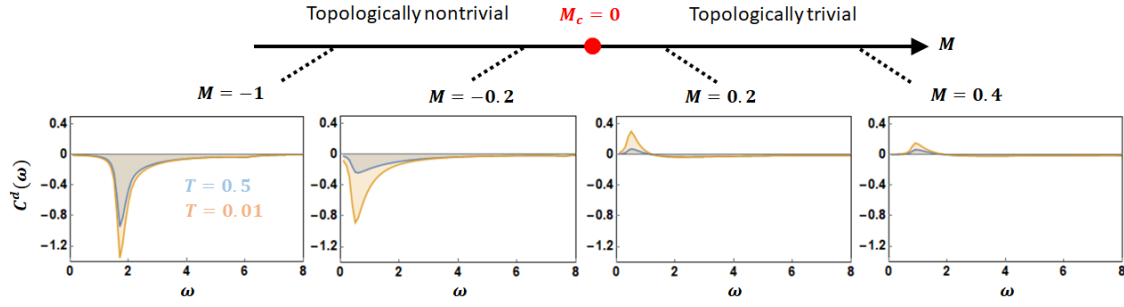 Topologically nontrivial M_c = 0 Topologically trivial
M
M = −1 M = −0.2 M = 0.2 M = 0.4
0.4 0.4 0.4 0.4
0 0 0 0
−0.4 −0.4 −0.4 −0.4
−0.8 −0.8 −0.8 −0.8
−1.2 −1.2 −1.2 −1.2
C^d(ω)
T = 0.5
T = 0.01
0 2 4 6 8 0 2 4 6 8 0 2 4 6 8 0 2 4 6 8
ω ω ω ω